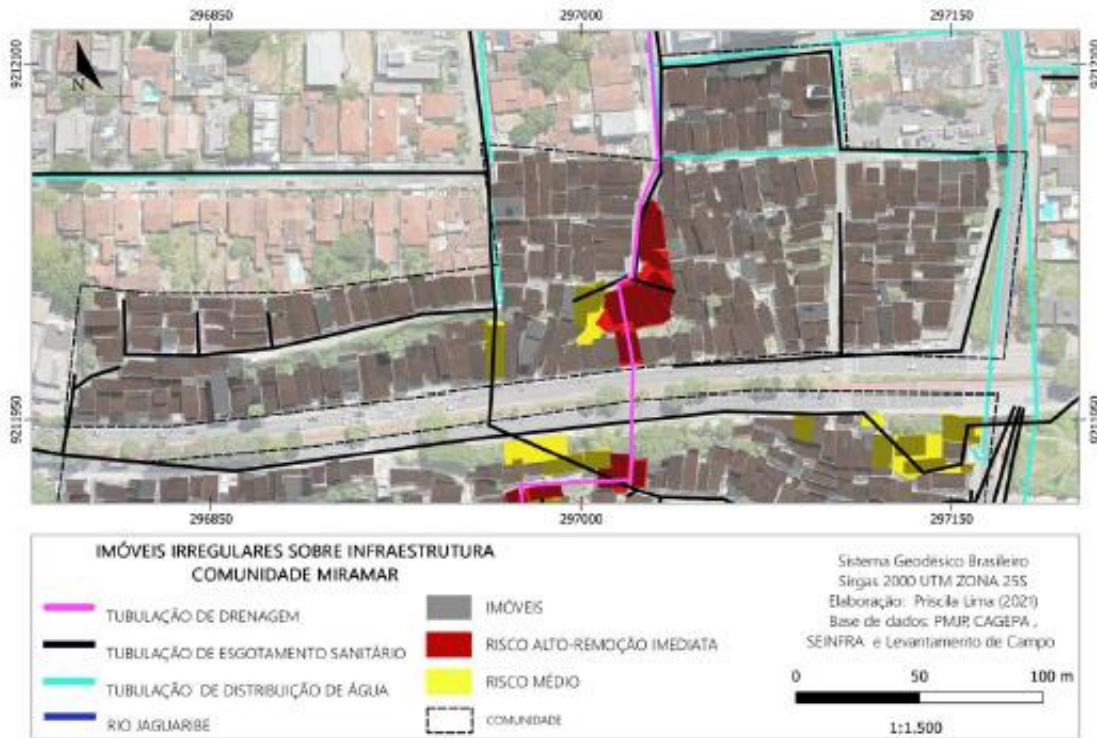 296850 297000 297150
9212100 9212100
N
9211950 9211950
296850 297000 297150
IMÓVEIS IRREGULARES SOBRE INFRAESTRUTURA
COMUNIDADE MIRAMAR
TUBULAÇÃO DE DRENAGEM
TUBULAÇÃO DE ESGOTAMENTO SANITÁRIO
TUBULAÇÃO DE DISTRIBUIÇÃO DE ÁGUA
RIO JAGUARIBE
IMÓVEIS
RISCO ALTO-REMOÇÃO IMEDIATA
RISCO MÉDIO
COMUNIDADE
Sistema Geodésico Brasileiro
Sirgas 2000 UTM ZONA 25S
Elaboração: Priscila Lima (2021)
Base de dados: PMJP, CAGEPA ,
SEINFRA e Levantamento de Campo
0 50 100 m
1:1.500